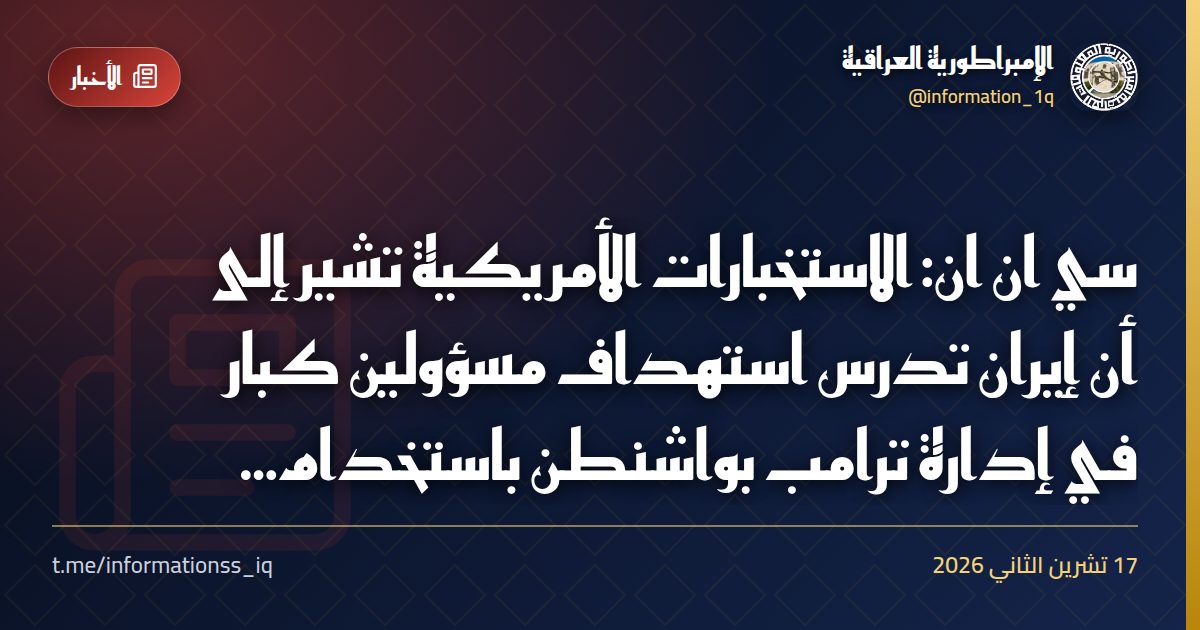 الإمبراطورية العراقية
@information_1q
الأخبار
سي ان ان: الاستخبارات الأمريكية تشير إلى
أن إيران تدرس استهداف مسؤولين كبار
في إدارة ترامب بواشنطن باستخدام...
17 تشرين الثاني 2026
t.me/informationss_iq